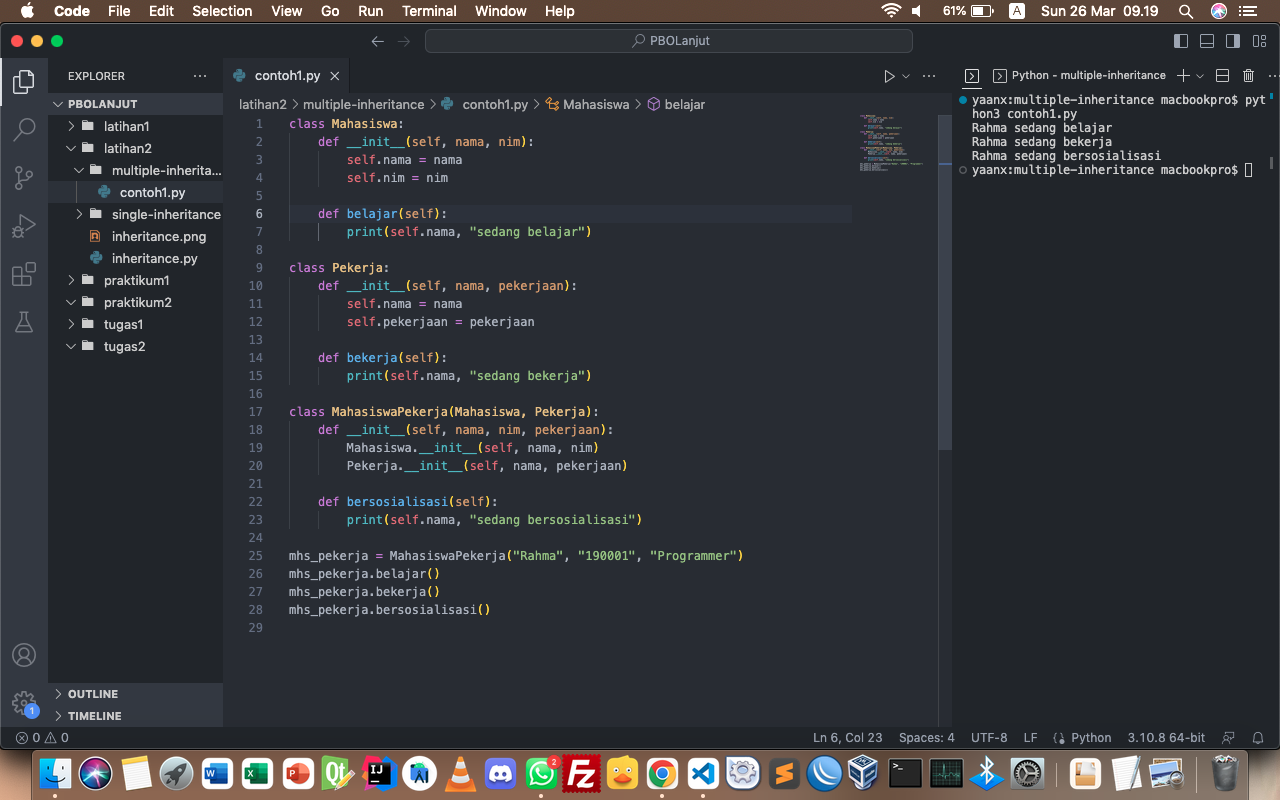 Code File Edit Selection View Go Run Terminal Window Help 61% A Sun 26 Mar 09.19
PBOLanjut
EXPLORER
PBOLANJUT
latihan1
latihan2
multiple-inherita...
contoh1.py
single-inheritance
inheritance.png
inheritance.py
praktikum1
praktikum2
tugas1
tugas2
OUTLINE
TIMELINE
1
contoh1.py
latihan2 > multiple-inheritance > contoh1.py > Mahasiswa > belajar
1 class Mahasiswa:
2 def __init__(self, nama, nim):
3 self.nama = nama
4 self.nim = nim
5
6 def belajar(self):
7 print(self.nama, "sedang belajar")
8
9 class Pekerja:
10 def __init__(self, nama, pekerjaan):
11 self.nama = nama
12 self.pekerjaan = pekerjaan
13
14 def bekerja(self):
15 print(self.nama, "sedang bekerja")
16
17 class MahasiswaPekerja(Mahasiswa, Pekerja):
18 def __init__(self, nama, nim, pekerjaan):
19 Mahasiswa.__init__(self, nama, nim)
20 Pekerja.__init__(self, nama, pekerjaan)
21
22 def bersosialisasi(self):
23 print(self.nama, "sedang bersosialisasi")
24
25 mhs_pekerja = MahasiswaPekerja("Rahma", "190001", "Programmer")
26 mhs_pekerja.belajar()
27 mhs_pekerja.bekerja()
28 mhs_pekerja.bersosialisasi()
29
Python - multiple-inheritance
yaanx:multiple-inheritance macbookpro$ pyt
hon3 contoh1.py
Rahma sedang belajar
Rahma sedang bekerja
Rahma sedang bersosialisasi
yaanx:multiple-inheritance macbookpro$
0 0 Ln 6, Col 23 Spaces: 4 UTF-8 LF Python 3.10.8 64-bit
W X P Qt IJ 2 Fz S